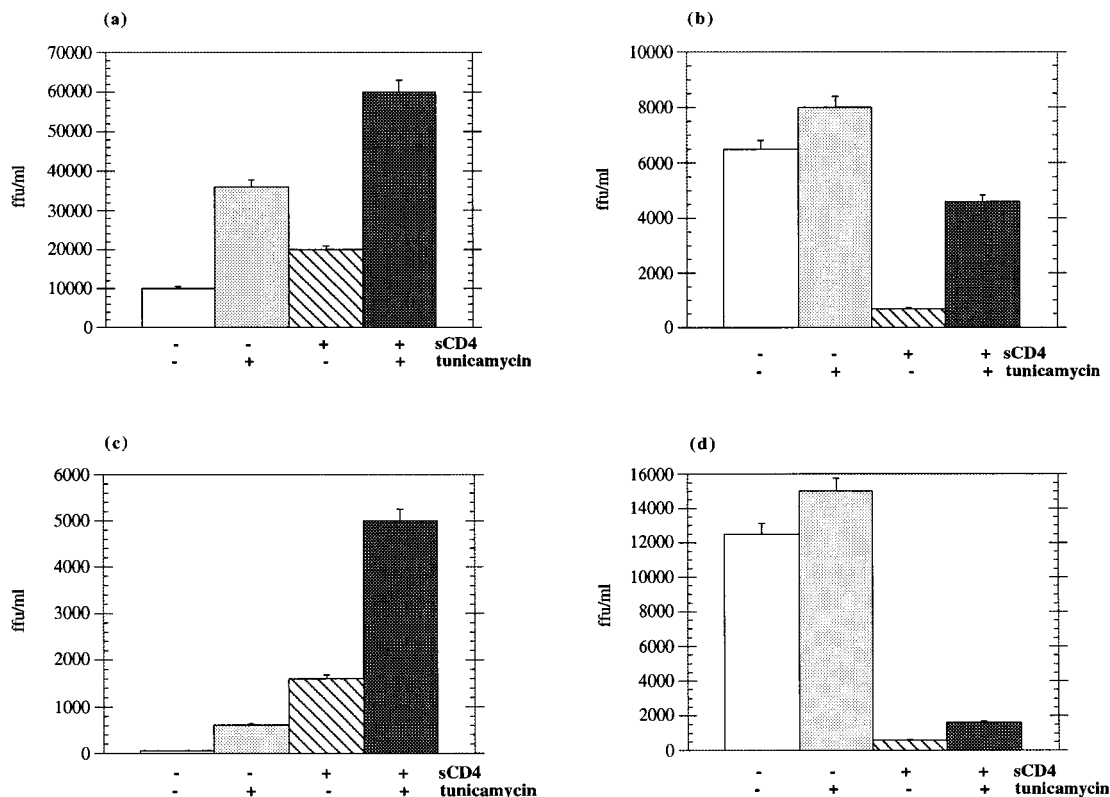 (a)
70000
60000
50000
40000
30000
20000
10000
0
ffu/ml
- - + + sCD4
- + - + tunicamycin
(b)
10000
8000
6000
4000
2000
0
ffu/ml
- - + + sCD4
- + - + tunicamycin
(c)
6000
5000
4000
2000
1000
0
ffu/ml
- - + + sCD4
- + - + tunicamycin
(d)
16000
14000
12000
10000
8000
6000
4000
2000
0
ffu/ml
- - + + sCD4
- + - + tunicamycin